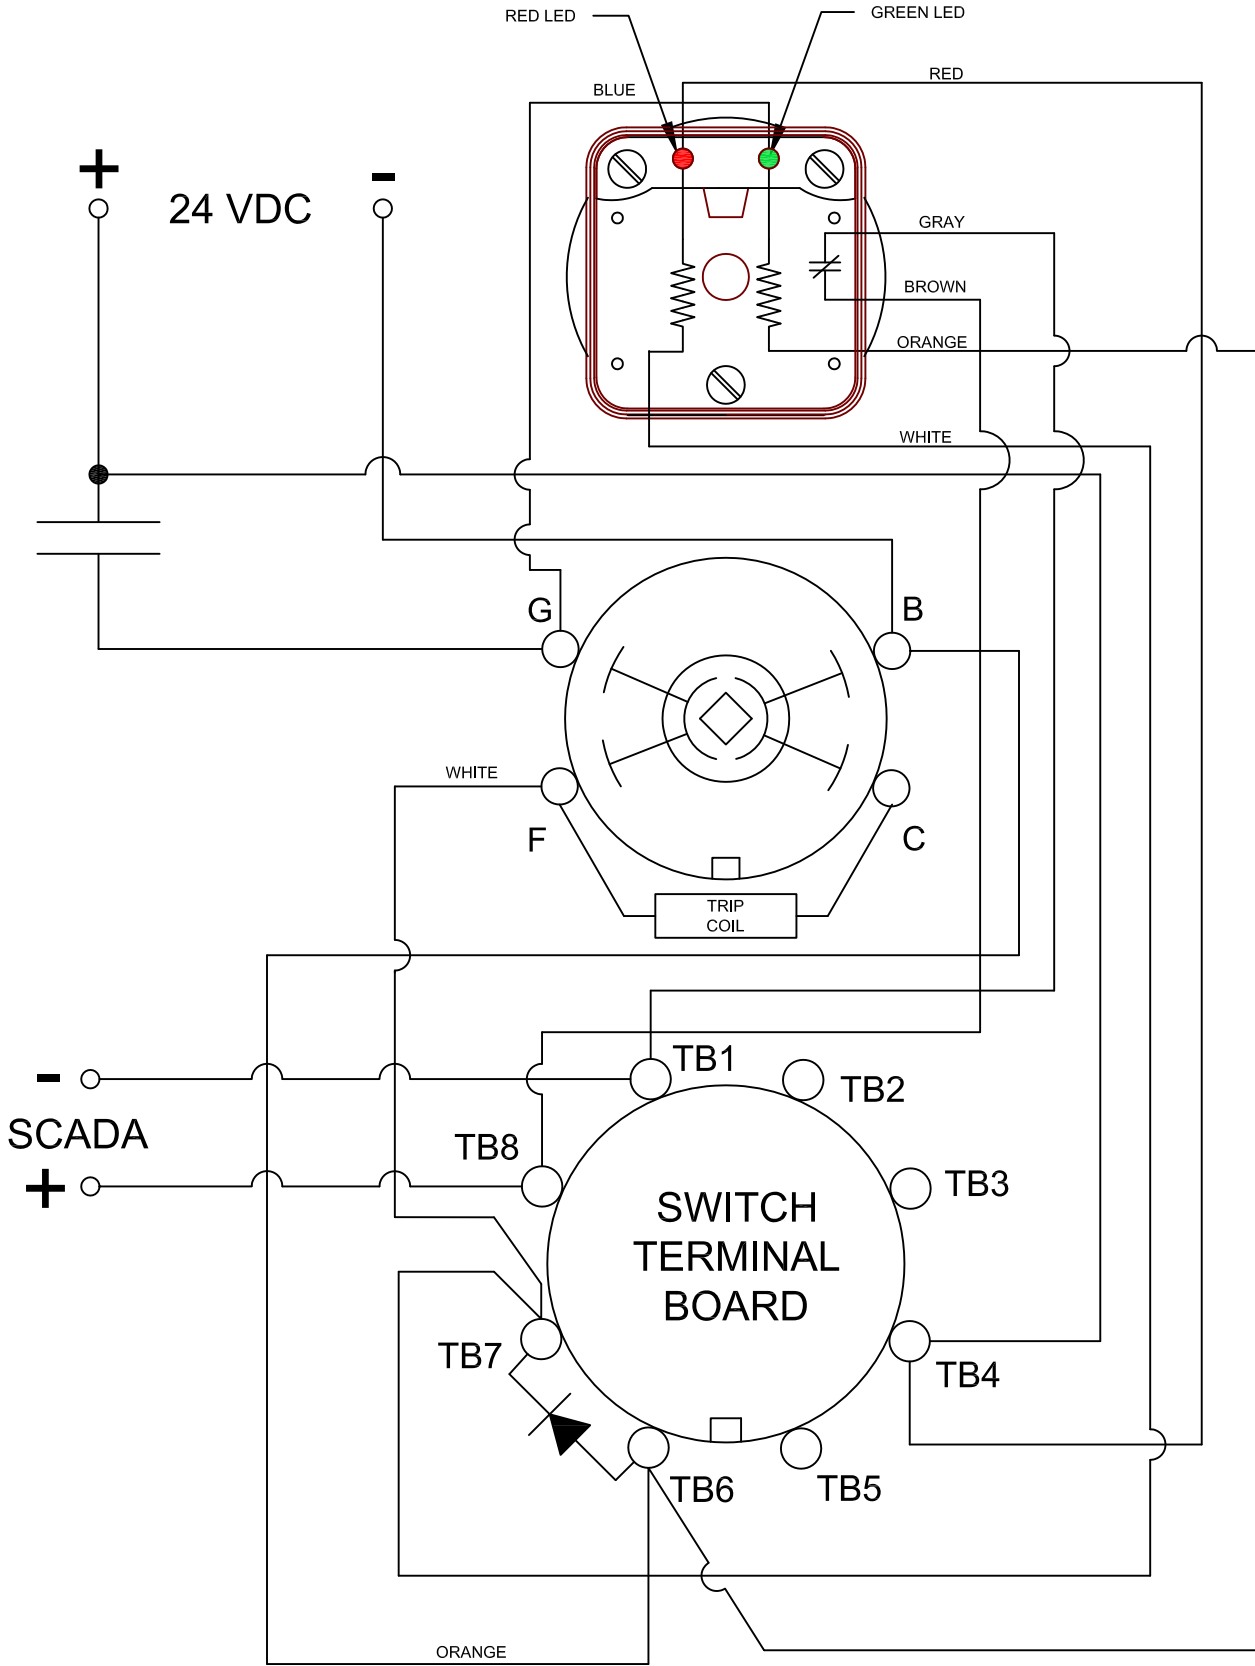 RED LED
GREEN LED
RED
BLUE
+
24 VDC
-
GRAY
BROWN
ORANGE
WHITE
G
B
WHITE
F
C
TRIP
COIL
-
TB1
TB2
SCADA
TB8
+
TB3
SWITCH
TERMINAL
BOARD
TB7
TB4
TB6
TB5
ORANGE